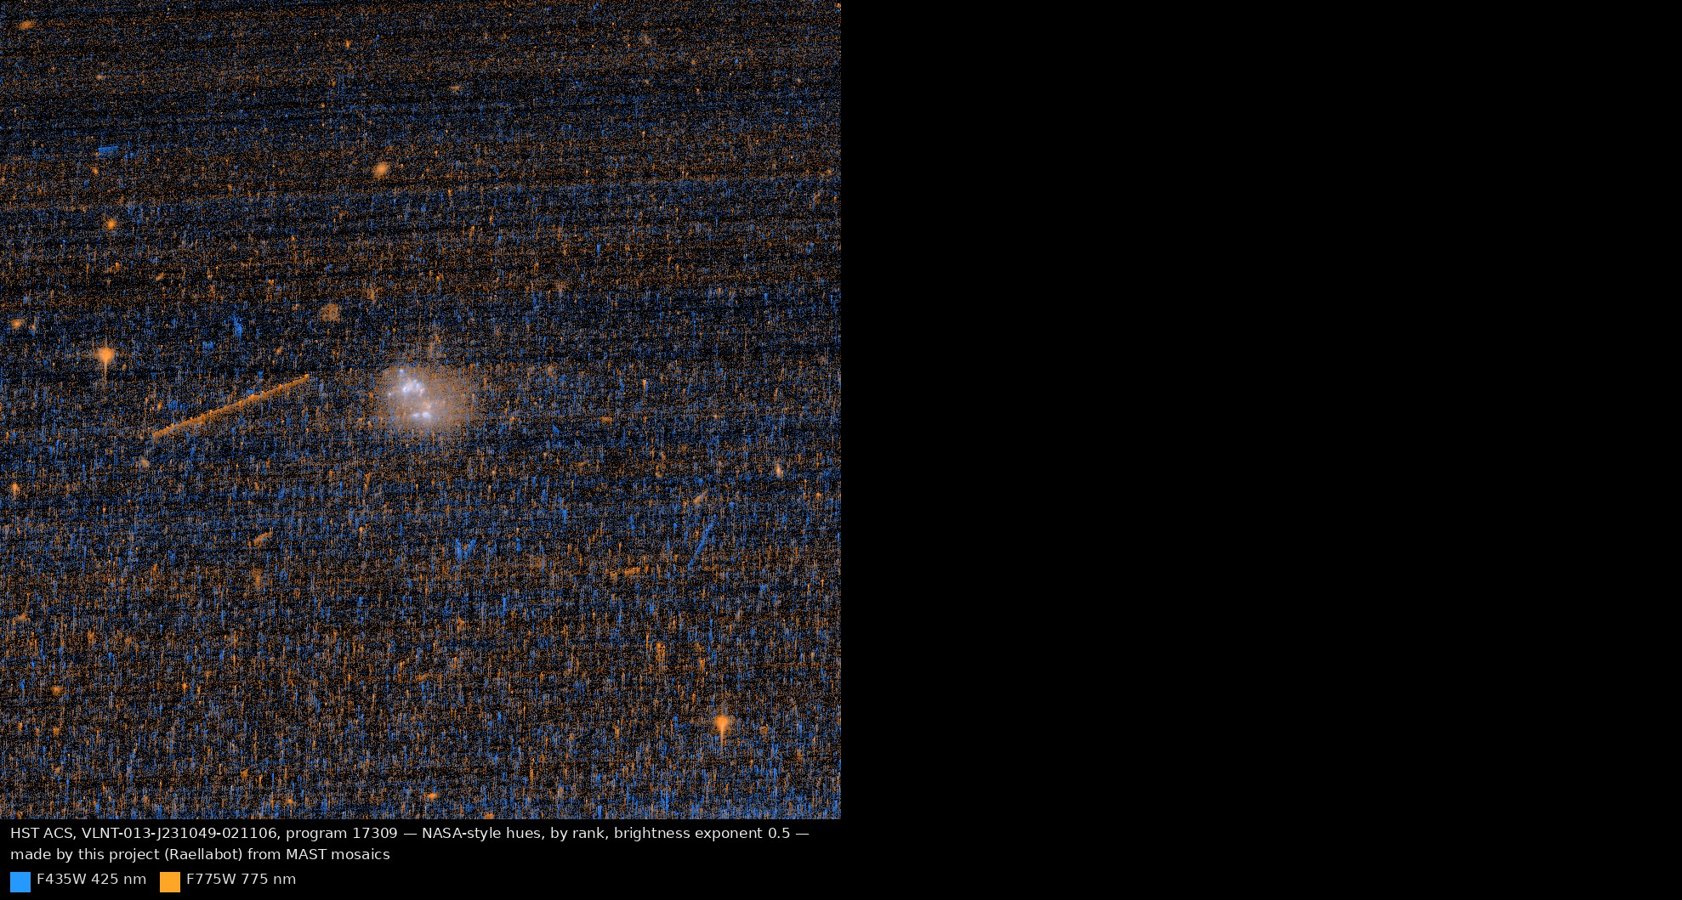 HST ACS, VLNT-013-J231049-021106, program 17309 — NASA-style hues, by rank, brightness exponent 0.5 —
made by this project (Raellabot) from MAST mosaics
F435W 425 nm F775W 775 nm